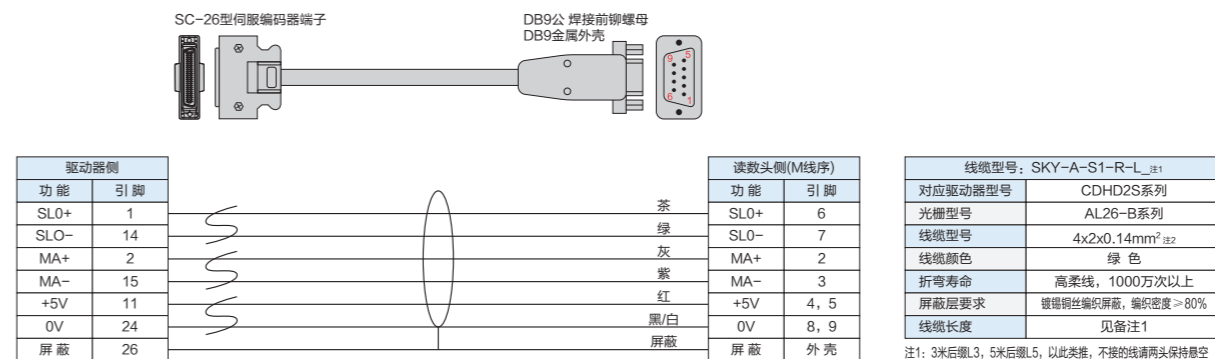 SC-26型伺服编码器端子
DB9公 焊接前铆螺母
DB9金属外壳
9 5
6 1
驱动器侧
功能 引脚
SL0+ 1
SLO- 14
MA+ 2
MA- 15
+5V 11
0V 24
屏蔽 26
茶
绿
灰
紫
红
黑/白
屏蔽
读数头侧(M线序)
功能 引脚
SL0+ 6
SL0- 7
MA+ 2
MA- 3
+5V 4, 5
0V 8, 9
屏蔽 外壳
线缆型号：SKY-A-S1-R-L_注1
对应驱动器型号 CDHD2S系列
光栅型号 AL26-B系列
线缆型号 4x2x0.14mm² 注2
线缆颜色 绿色
折弯寿命 高柔线，1000万次以上
屏蔽层要求 镀锡铜丝编织屏蔽，编织密度≥80%
线缆长度 见备注1
注1：3米后缀L3，5米后缀L5，以此类推，不接的线请两头保持悬空